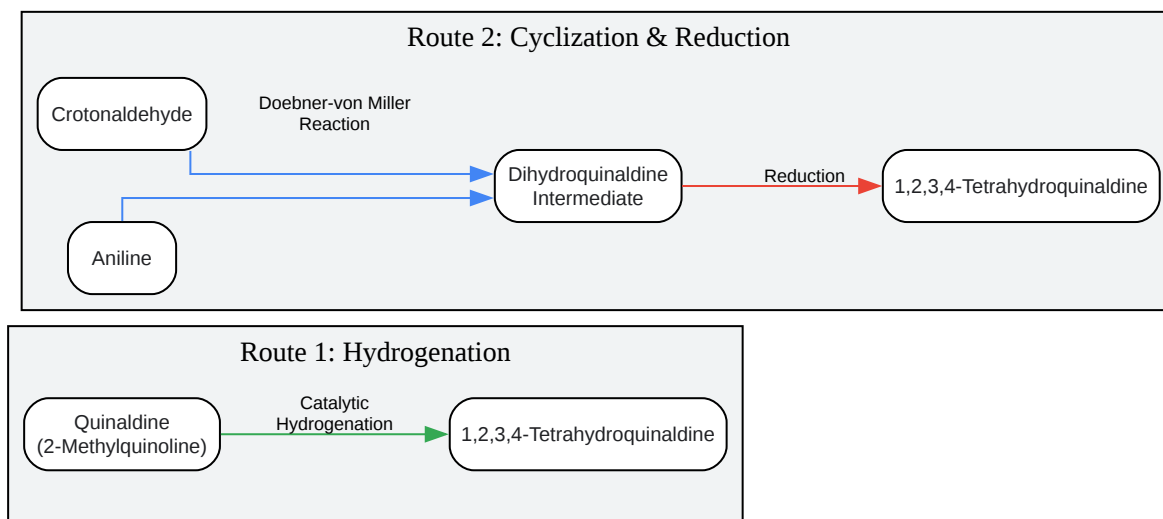 Route 2: Cyclization & Reduction
Crotonaldehyde
Doebner-von Miller
Reaction
Dihydroquinaldine
Intermediate
Reduction
1,2,3,4-Tetrahydroquinaldine
Aniline
Route 1: Hydrogenation
Quinaldine
(2-Methylquinoline)
Catalytic
Hydrogenation
1,2,3,4-Tetrahydroquinaldine